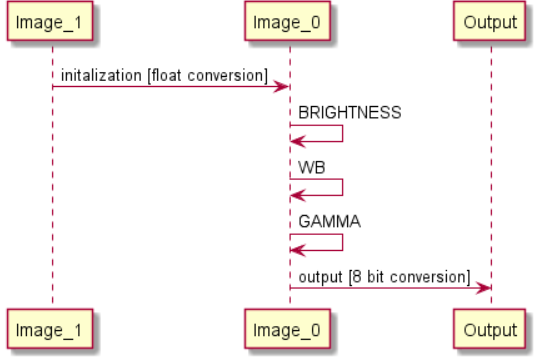 Image_1 Image_0 Output
initalization [float conversion]
BRIGHTNESS
WB
GAMMA
output [8 bit conversion]
Image_1 Image_0 Output